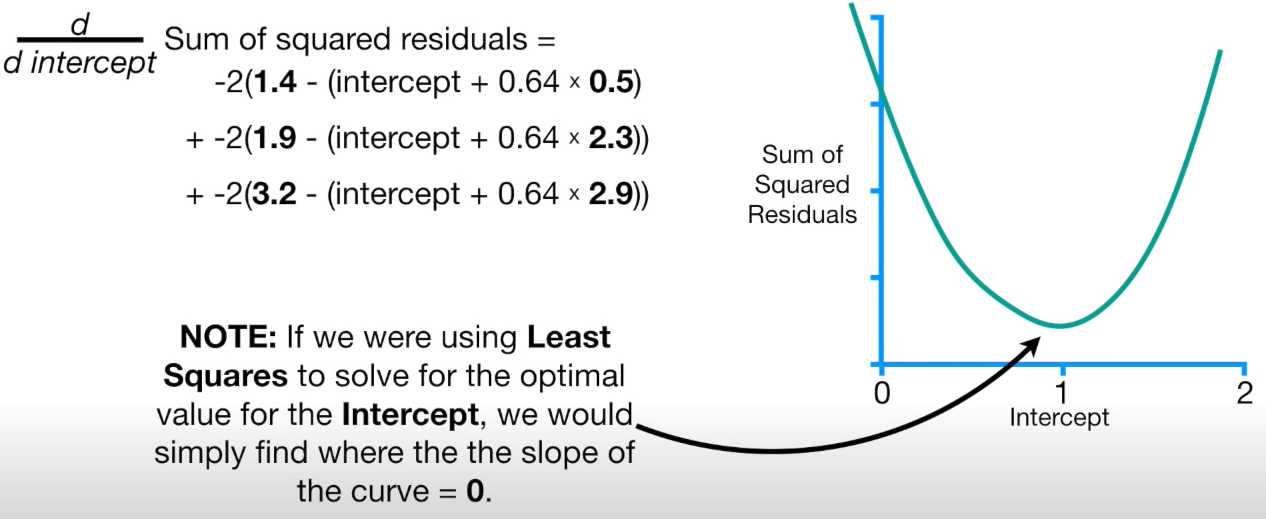 d
d intercept
Sum of squared residuals =
-2(1.4 - (intercept + 0.64 × 0.5)
+ -2(1.9 - (intercept + 0.64 × 2.3))
+ -2(3.2 - (intercept + 0.64 × 2.9))
NOTE: If we were using Least
Squares to solve for the optimal
value for the Intercept, we would
simply find where the the slope of
the curve = 0.
Sum of
Squared
Residuals
0 1 2
Intercept